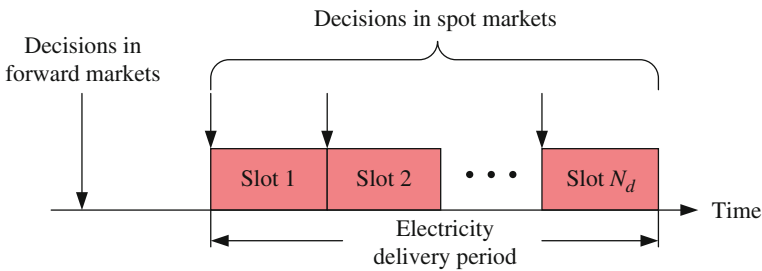 Decisions in spot markets
Decisions in
forward markets
Slot 1
Slot 2
• • •
Slot N_d
Time
Electricity
delivery period